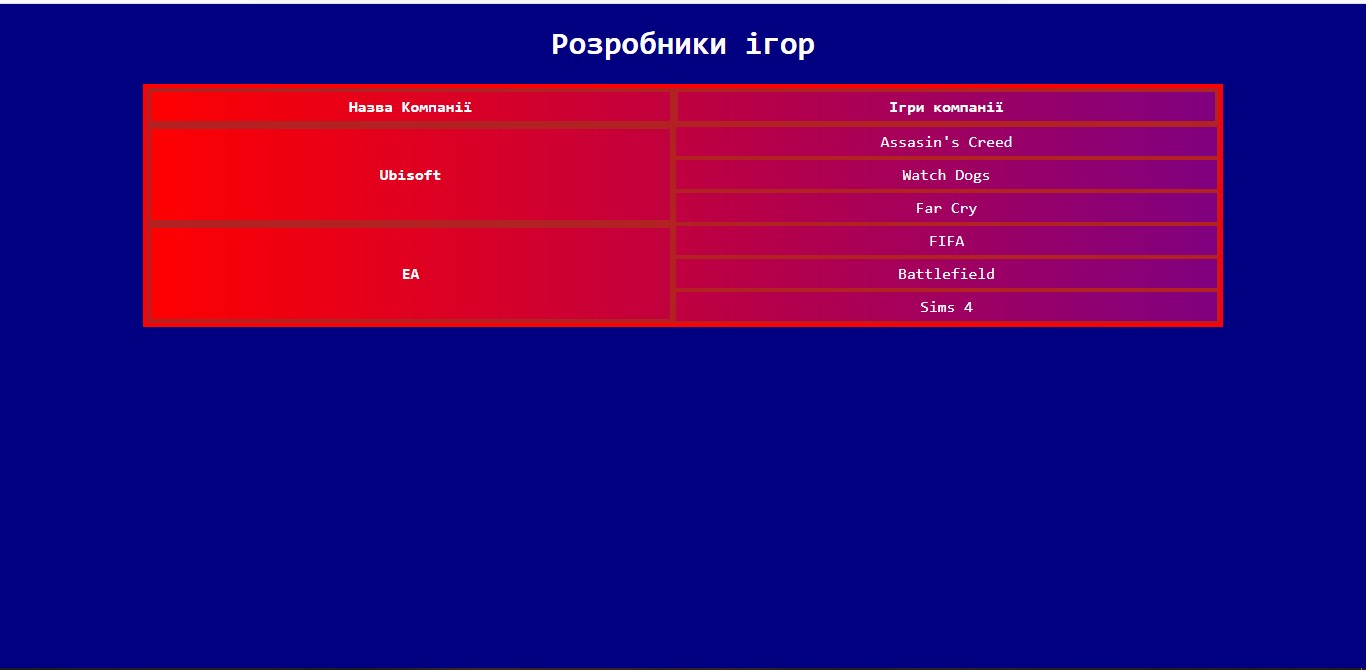 Розробники ігор
Назва Компанії
Ігри компанії
Ubisoft
Assasin's Creed
Watch Dogs
Far Cry
EA
FIFA
Battlefield
Sims 4